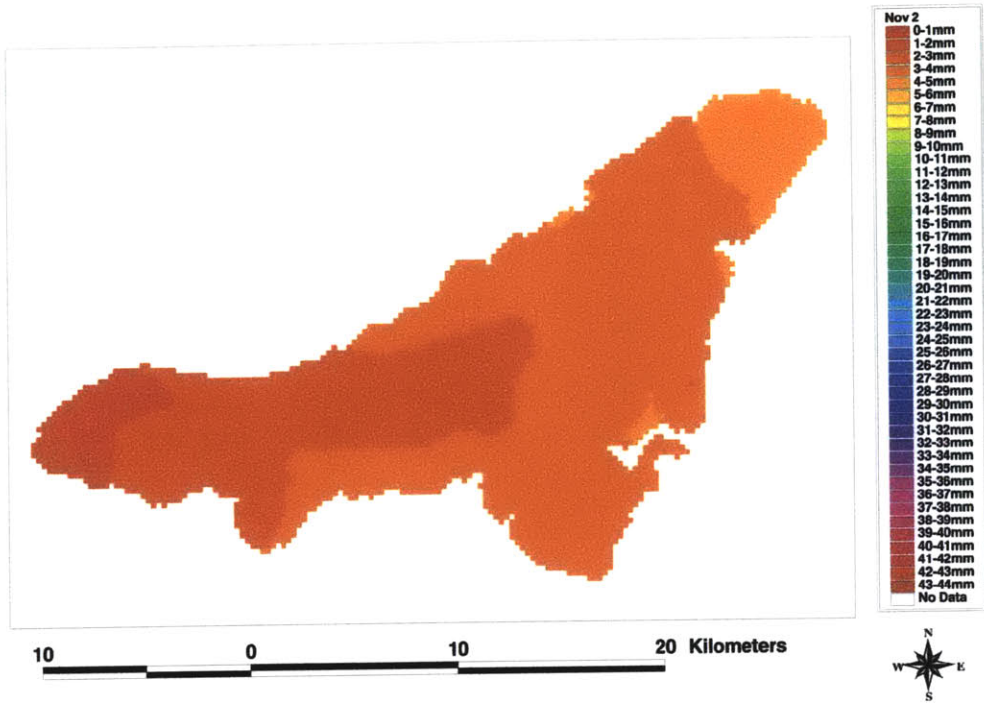 Nov 2
0-1mm
1-2mm
2-3mm
3-4mm
4-5mm
5-6mm
6-7mm
7-8mm
8-9mm
9-10mm
10-11mm
11-12mm
12-13mm
13-14mm
14-15mm
15-16mm
16-17mm
17-18mm
18-19mm
19-20mm
20-21mm
21-22mm
22-23mm
23-24mm
24-25mm
25-26mm
26-27mm
27-28mm
28-29mm
29-30mm
30-31mm
31-32mm
32-33mm
33-34mm
34-35mm
35-36mm
36-37mm
37-38mm
38-39mm
39-40mm
40-41mm
41-42mm
42-43mm
43-44mm
No Data
10 0 10 20 Kilometers
N
W E
S